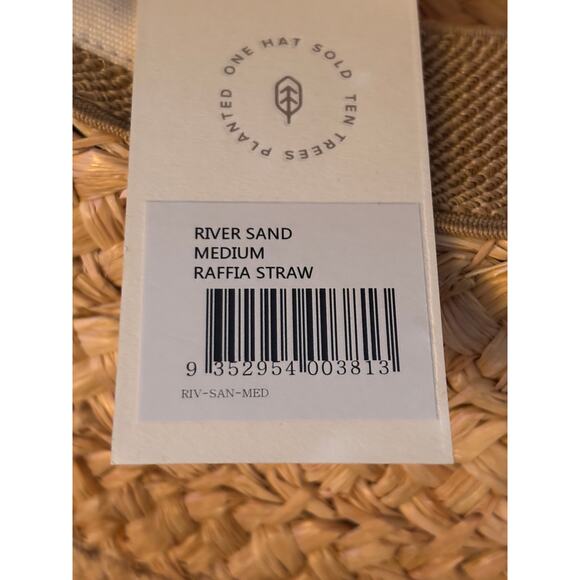 ONE HAT SOLD TEN TREES PLANTED
RIVER SAND
MEDIUM
RAFFIA STRAW
9 352954 003813
RIV-SAN-MED